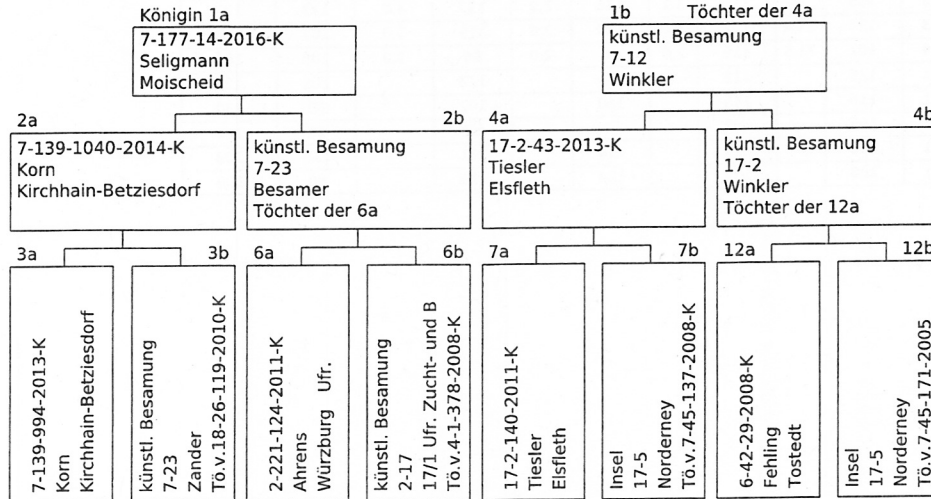 Königin 1a
1b Töchter der 4a
7-177-14-2016-K
Seligmann
Moischeid
künstl. Besamung
7-12
Winkler
2a
2b
4a
4b
7-139-1040-2014-K
Korn
Kirchhain-Betziesdorf
künstl. Besamung
7-23
Besamer
Töchter der 6a
17-2-43-2013-K
Tiesler
Elsfleth
künstl. Besamung
17-2
Winkler
Töchter der 12a
3a
3b
6a
6b
7a
7b
12a
12b
7-139-994-2013-K
Korn
Kirchhain-Betziesdorf
künstl. Besamung
7-23
Zander
Tö.v.18-26-119-2010-K
2-221-124-2011-K
Ahrens
Würzburg Ufr.
künstl. Besamung
2-17
17/1 Ufr. Zucht- und B
Tö.v.4-1-378-2008-K
17-2-140-2011-K
Tiesler
Elsfleth
Insel
17-5
Norderney
Tö.v.7-45-137-2008-K
6-42-29-2008-K
Fehling
Tostedt
Insel
17-5
Norderney
Tö.v.7-45-171-2005